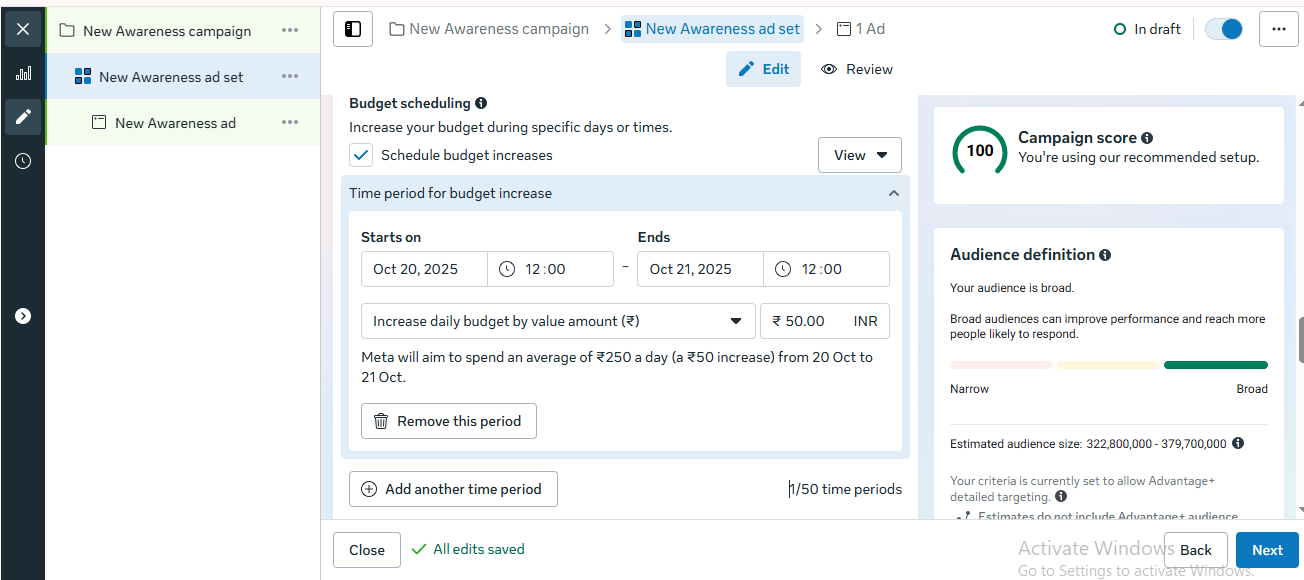 New Awareness campaign
New Awareness ad set
New Awareness ad
New Awareness campaign > New Awareness ad set > 1 Ad
In draft
Edit
Review
Budget scheduling
Increase your budget during specific days or times.
Schedule budget increases
View
Time period for budget increase
Starts on
Ends
Oct 20, 2025
12:00
–
Oct 21, 2025
12:00
Increase daily budget by value amount (₹)
₹ 50.00 INR
Meta will aim to spend an average of ₹250 a day (a ₹50 increase) from 20 Oct to
21 Oct.
Remove this period
Add another time period
1/50 time periods
100
Campaign score
You're using our recommended setup.
Audience definition
Your audience is broad.
Broad audiences can improve performance and reach more
people likely to respond.
Narrow
Broad
Estimated audience size: 322,800,000 - 379,700,000
Your criteria is currently set to allow Advantage+
detailed targeting.
Estimates do not include Advantage+ audience
Close
All edits saved
Activate Windows
Go to Settings to activate Windows.
Back
Next